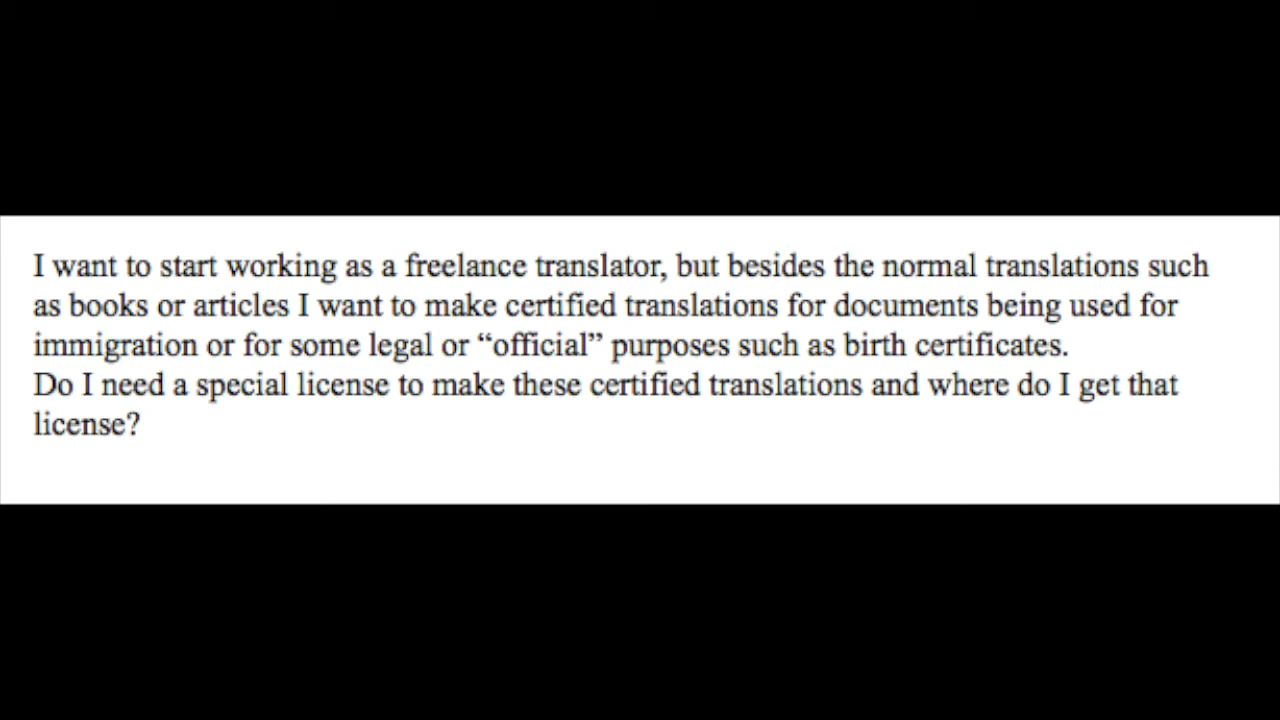 I want to start working as a freelance translator, but besides the normal translations such
as books or articles I want to make certified translations for documents being used for
immigration or for some legal or “official” purposes such as birth certificates.
Do I need a special license to make these certified translations and where do I get that
license?